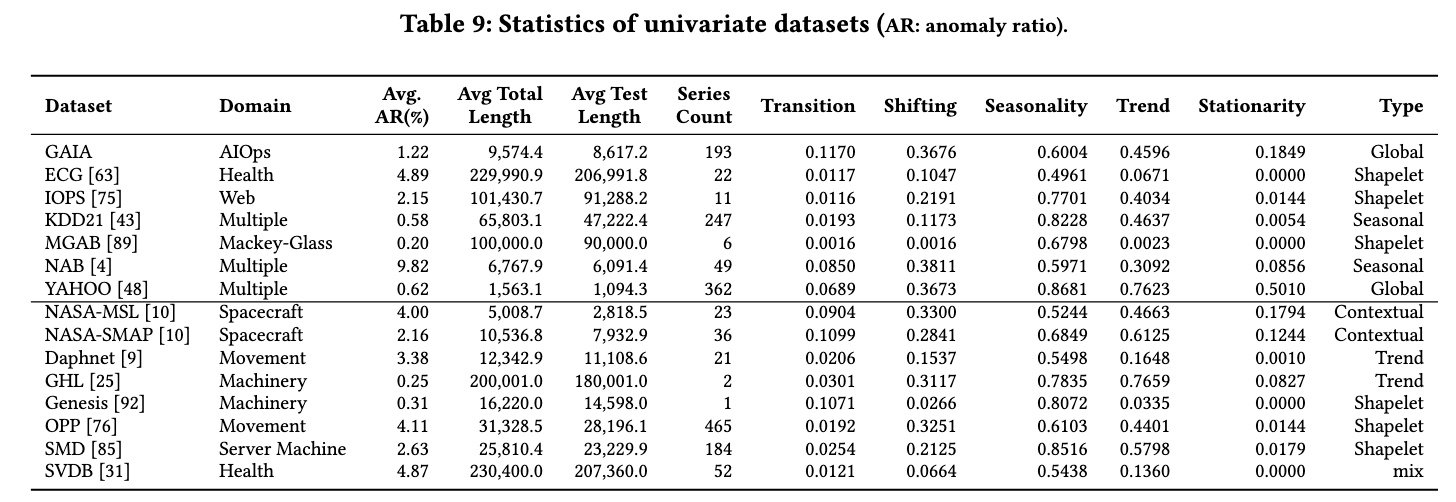 Table 9: Statistics of univariate datasets (AR: anomaly ratio).
Dataset Domain Avg. AR(%) Avg Total Length Avg Test Length Series Count Transition Shifting Seasonality Trend Stationarity Type
GAIA AIOps 1.22 9,574.4 8,617.2 193 0.1170 0.3676 0.6004 0.4596 0.1849 Global
ECG [63] Health 4.89 229,990.9 206,991.8 22 0.0117 0.1047 0.4961 0.0671 0.0000 Shapelet
IOPS [75] Web 2.15 101,430.7 91,288.2 11 0.0116 0.2191 0.7701 0.4034 0.0144 Shapelet
KDD21 [43] Multiple 0.58 65,803.1 47,222.4 247 0.0193 0.1173 0.8228 0.4637 0.0054 Seasonal
MGAB [89] Mackey-Glass 0.20 100,000.0 90,000.0 6 0.0016 0.0016 0.6798 0.0023 0.0000 Shapelet
NAB [4] Multiple 9.82 6,767.9 6,091.4 49 0.0850 0.3811 0.5971 0.3092 0.0856 Seasonal
YAHOO [48] Multiple 0.62 1,563.1 1,094.3 362 0.0689 0.3673 0.8681 0.7623 0.5010 Global
NASA-MSL [10] Spacecraft 4.00 5,008.7 2,818.5 23 0.0904 0.3300 0.5244 0.4663 0.1794 Contextual
NASA-SMAP [10] Spacecraft 2.16 10,536.8 7,932.9 36 0.1099 0.2841 0.6849 0.6125 0.1244 Contextual
Daphnet [9] Movement 3.38 12,342.9 11,108.6 21 0.0206 0.1537 0.5498 0.1648 0.0010 Trend
GHL [25] Machinery 0.25 200,001.0 180,001.0 2 0.0301 0.3117 0.7835 0.7659 0.0827 Trend
Genesis [92] Machinery 0.31 16,220.0 14,598.0 1 0.1071 0.0266 0.8072 0.0335 0.0000 Shapelet
OPP [76] Movement 4.11 31,328.5 28,196.1 465 0.0192 0.3251 0.6103 0.4401 0.0144 Shapelet
SMD [85] Server Machine 2.63 25,810.4 23,229.9 184 0.0254 0.2125 0.8516 0.5798 0.0179 Shapelet
SVDB [31] Health 4.87 230,400.0 207,360.0 52 0.0121 0.0664 0.5438 0.1360 0.0000 mix